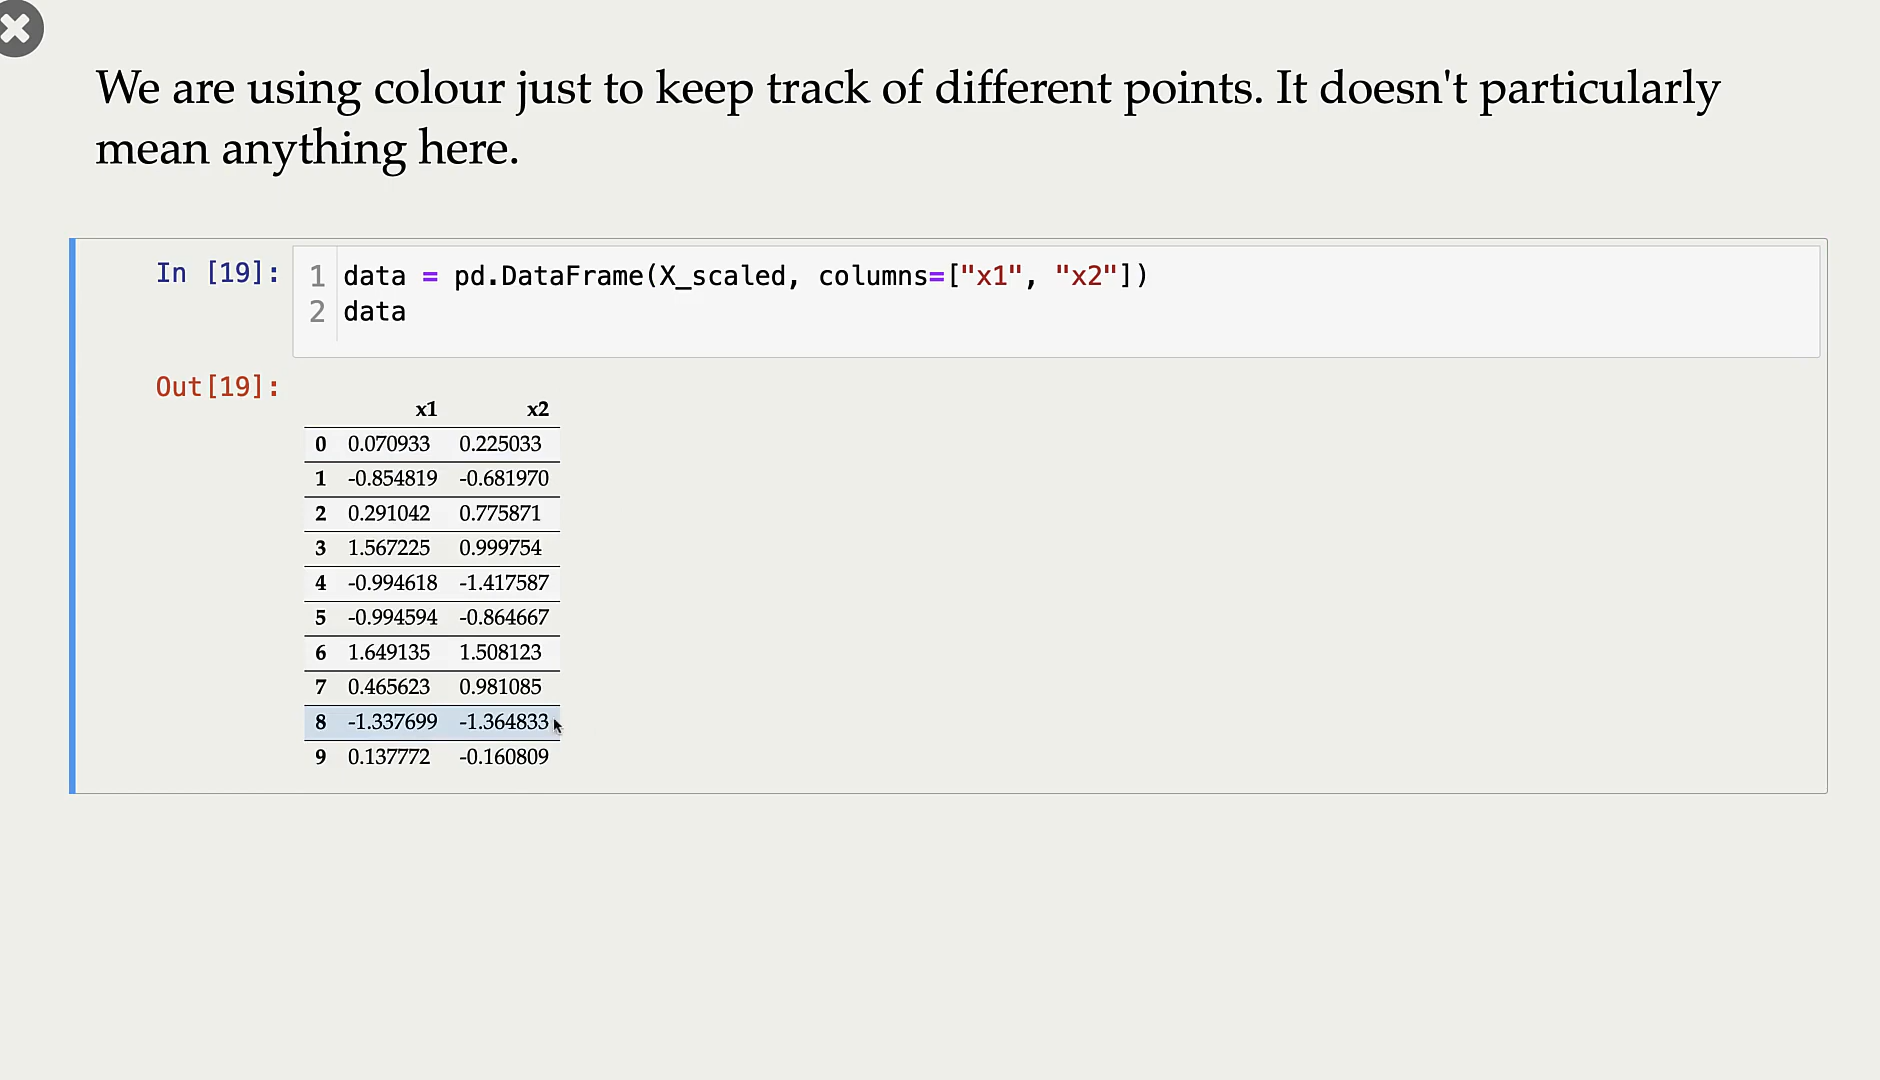 We are using colour just to keep track of different points. It doesn't particularly
mean anything here.
In [19]:
1 data = pd.DataFrame(X_scaled, columns=["x1", "x2"])
2 data
Out[19]:
x1 x2
0 0.070933 0.225033
1 -0.854819 -0.681970
2 0.291042 0.775871
3 1.567225 0.999754
4 -0.994618 -1.417587
5 -0.994594 -0.864667
6 1.649135 1.508123
7 0.465623 0.981085
8 -1.337699 -1.364833
9 0.137772 -0.160809